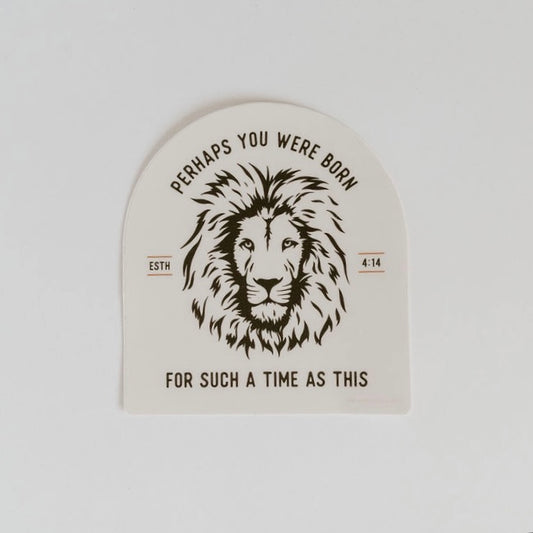 PERHAPS YOU WERE BORN
ESTH
4:14
FOR SUCH A TIME AS THIS